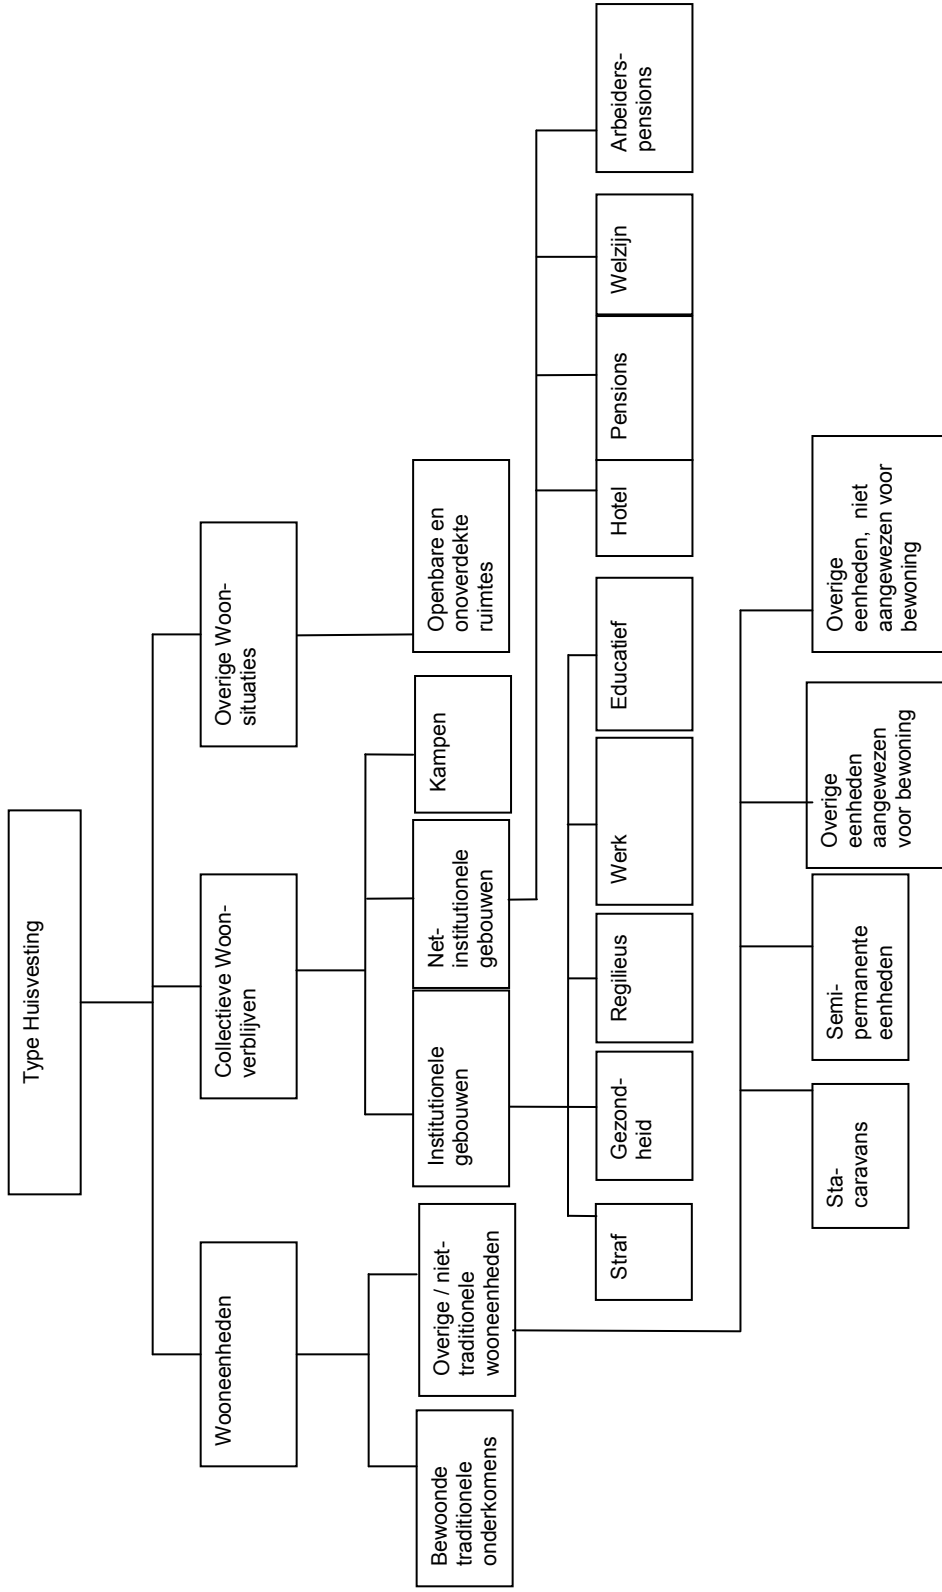 Type Huisvesting
Wooneenheden
Collectieve Woon-
verblijven
Overige Woon-
situaties
Bewoonde
traditionele
onderkomens
Overige / niet-
traditionele
wooneenheden
Institutionele
gebouwen
Net-
institutionele
gebouwen
Kampen
Openbare en
onoverdekte
ruimtes
Straf
Gezond-
heid
Regilieus
Werk
Educatief
Hotel
Pensions
Welzijn
Arbeiders-
pensions
Sta-
caravans
Semi-
permanente
eenheden
Overige
eenheden
aangewezen
voor bewoning
Overige
eenheden, niet
aangewezen voor
bewoning